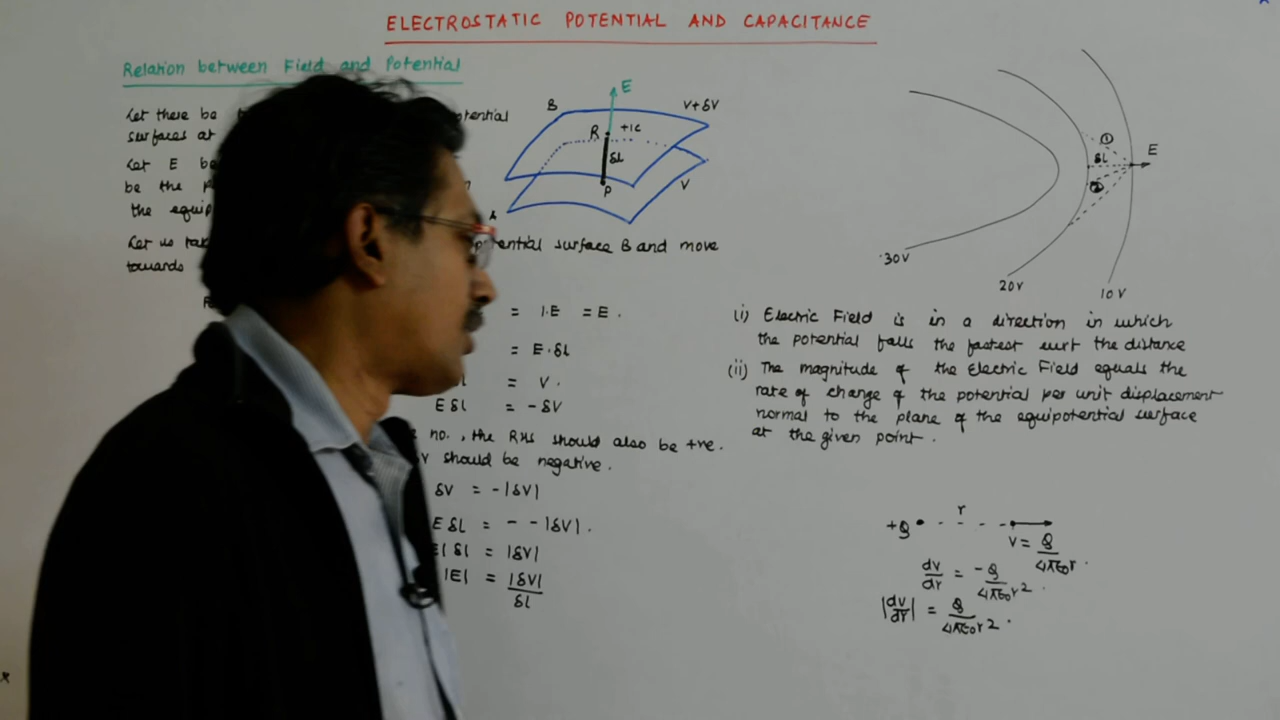 ELECTROSTATIC POTENTIAL AND CAPACITANCE
Relation between Field and Potential
Let there be
surfaces at
Let E be
be the
the equip
Let us tak
ential surface B and move
towards
= 1.E = E.
= E.δL
= V.
E δL = -δV
no., the RHS should also be +ve.
should be negative.
δV = -|δV|
E δL = - -|δV|.
δL = |δV|
|E| = |δV|
δL
E
B
V+δV
R
+1C
δL
P
V
A
①
E
δL
②
30V
20V
10V
(i) Electric Field is in a direction in which
the potential falls the fastest wrt the distance
(ii) The magnitude of the Electric Field equals the
rate of change of the potential per unit displacement
normal to the plane of the equipotential surface
at the given point.
r
+Q
V = Q
4πε0r.
dV = -Q
dr 4πε0r2.
|dV| = Q
dr 4πε0r2.